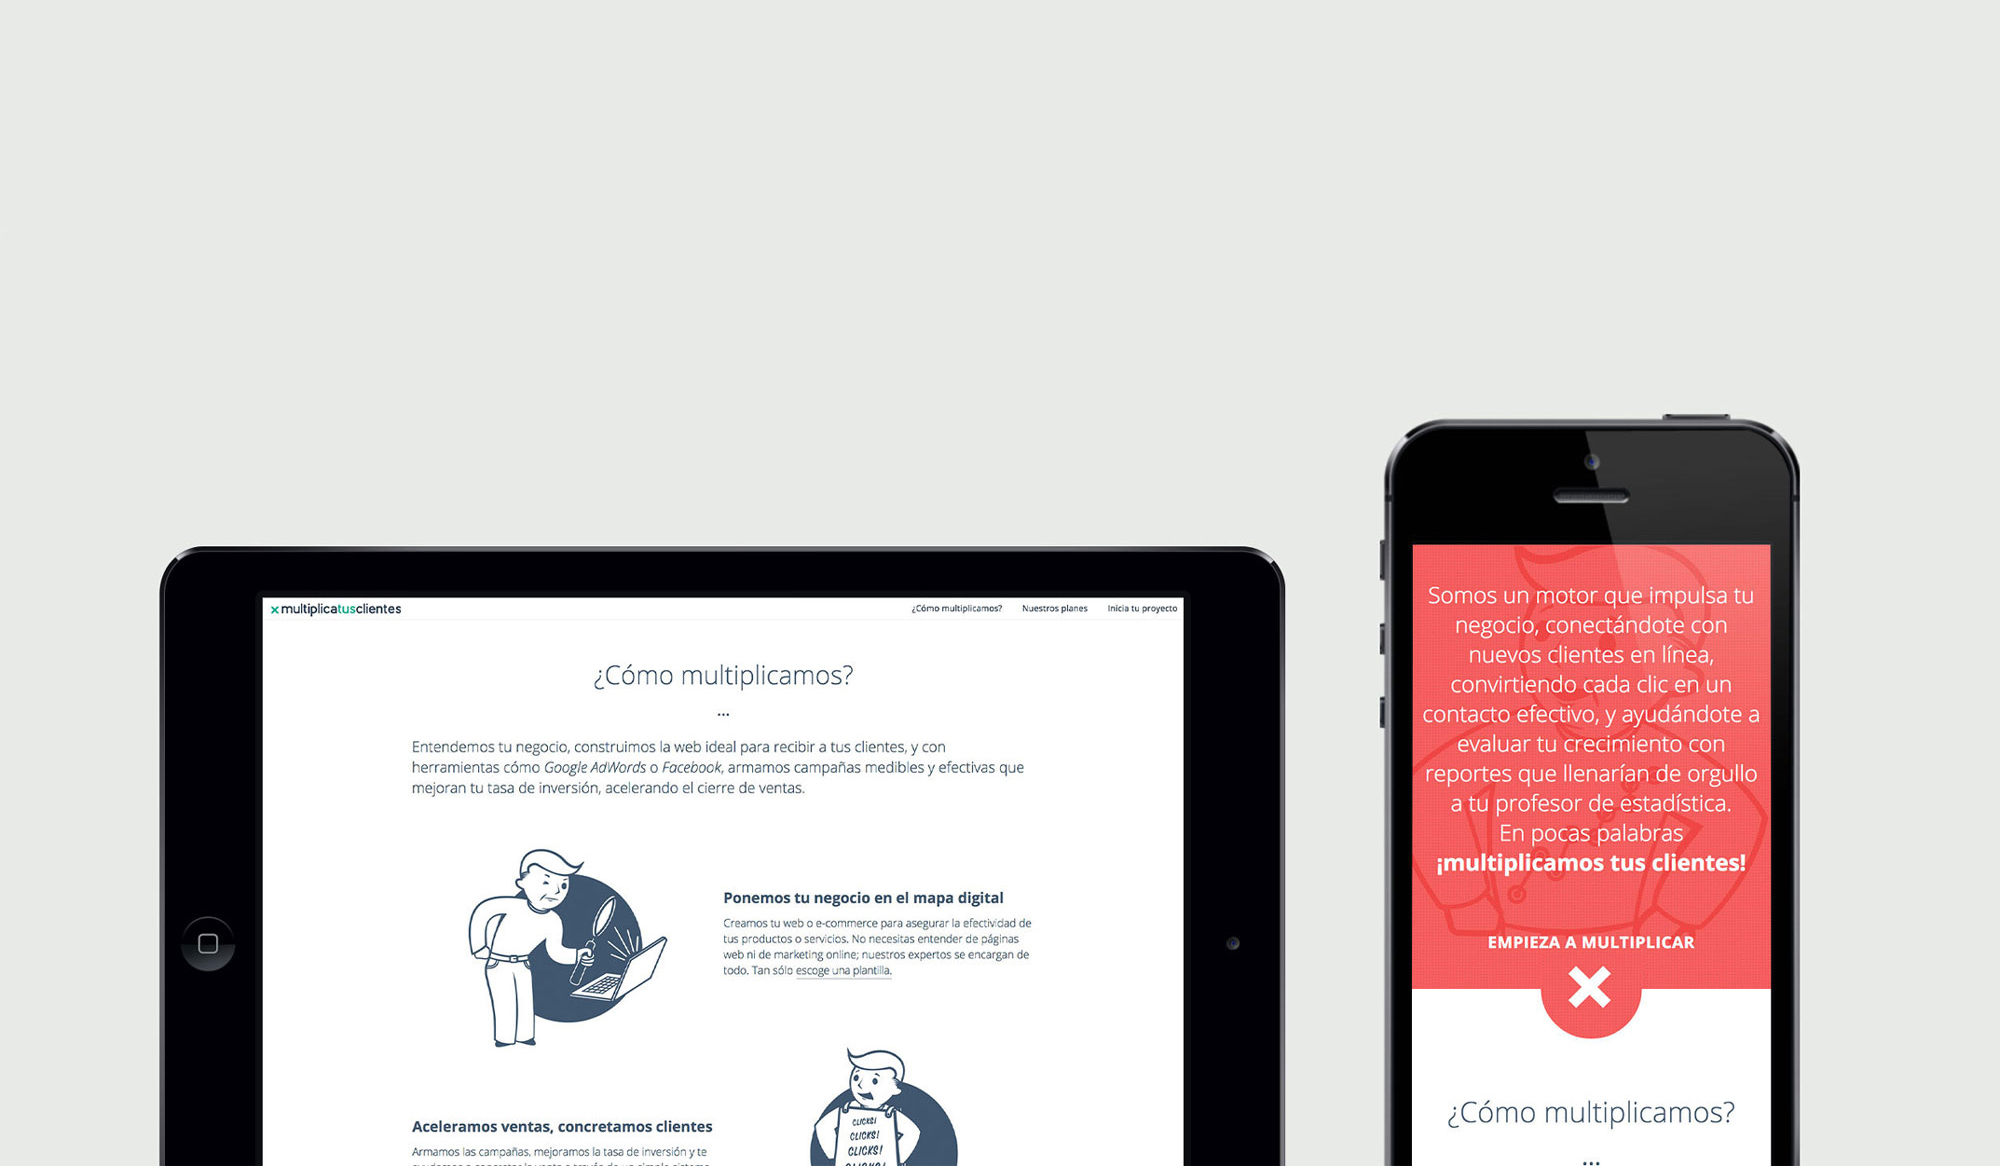 multiplicatusclientes
¿Cómo multiplicamos? Nuestros planes Inicia tu proyecto
¿Cómo multiplicamos?
...
Entendemos tu negocio, construimos la web ideal para recibir a tus clientes, y con
herramientas cómo Google AdWords o Facebook, armamos campañas medibles y efectivas que
mejoran tu tasa de inversión, acelerando el cierre de ventas.
Ponemos tu negocio en el mapa digital
Creamos tu web o e-commerce para asegurar la efectividad de
tus productos o servicios. No necesitas entender de páginas
web ni de marketing online; nuestros expertos se encargan de
todo. Tan sólo escoge una plantilla.
Aceleramos ventas, concretamos clientes
Armamos las campañas, mejoramos la tasa de inversión y te
CLICKS!
CLICKS!
CLICKS!
CLICKS!
Somos un motor que impulsa tu
negocio, conectándote con
nuevos clientes en línea,
convirtiendo cada clic en un
contacto efectivo, y ayudándote a
evaluar tu crecimiento con
reportes que llenarían de orgullo
a tu profesor de estadística.
En pocas palabras
¡multiplicamos tus clientes!
EMPIEZA A MULTIPLICAR
¿Cómo multiplicamos?
...